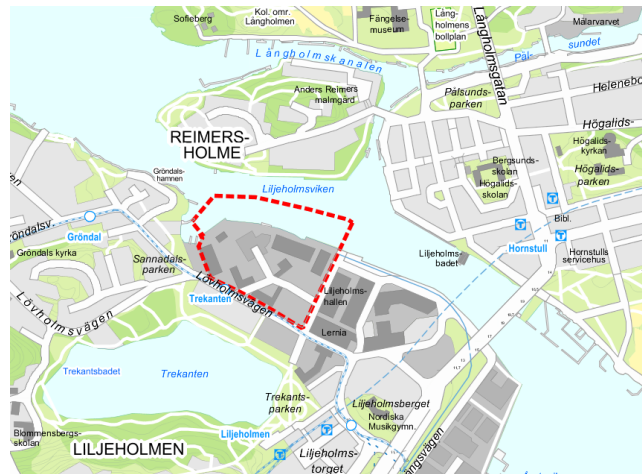 Sofieberg
Kol. omr.
Långholmen
Fängelse-
museum
Lång-
holmens
bollplan
Mälarvarvet
Långholmsgatan
Pål-
sundet
Långholmskanalen
Anders Reimers
malmgård
Pålsunds-
parken
Helenebo
Högalids-
REIMERS-
HOLME
Högalids-
kyrkan
Bergsunds-
skolan
Högalids-
skolan
Högalids-
parken
Gröndals-
hamnen
Liljeholmsviken
Bibl.
Gröndalsv
Gröndal
Gröndals kyrka
Sannadals-
parken
Liljeholms-
badet
Hornstull
Hornstulls
servicehus
Lövholmsvägen
Lövholmsvägen
Trekanten
Liljeholms-
hallen
Lernia
Trekantsbadet
Trekanten
Trekants-
parken
Liljeholmsberget
Nordiska
Musikgymn.
Blommensbergs-
skolan
LILJEHOLMEN
Liljeholmen
Liljeholms-
torget
ngsvägen